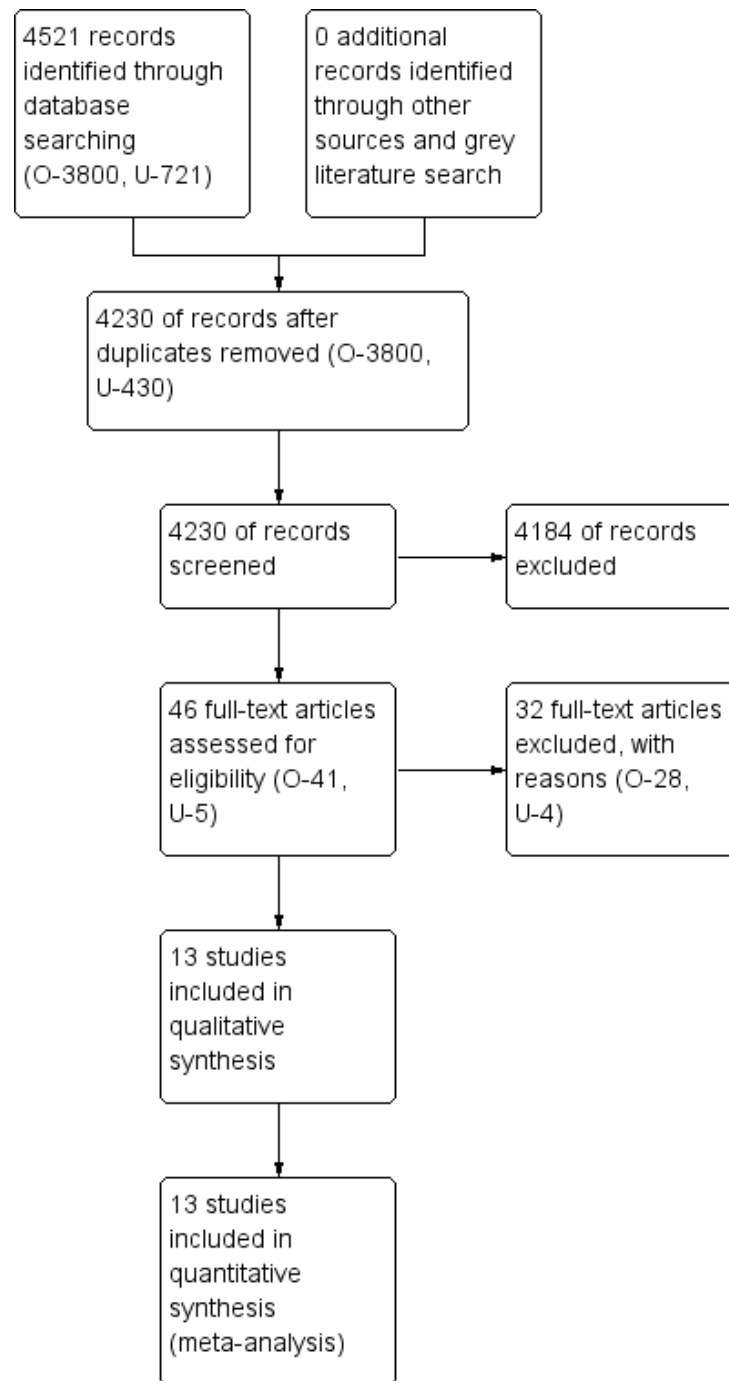 4521 records
identified through
database
searching
(O-3800, U-721)
0 additional
records identified
through other
sources and grey
literature search
4230 of records after
duplicates removed (O-3800,
U-430)
4230 of records
screened
4184 of records
excluded
46 full-text articles
assessed for
eligibility (O-41,
U-5)
32 full-text articles
excluded, with
reasons (O-28,
U-4)
13 studies
included in
qualitative
synthesis
13 studies
included in
quantitative
synthesis
(meta-analysis)